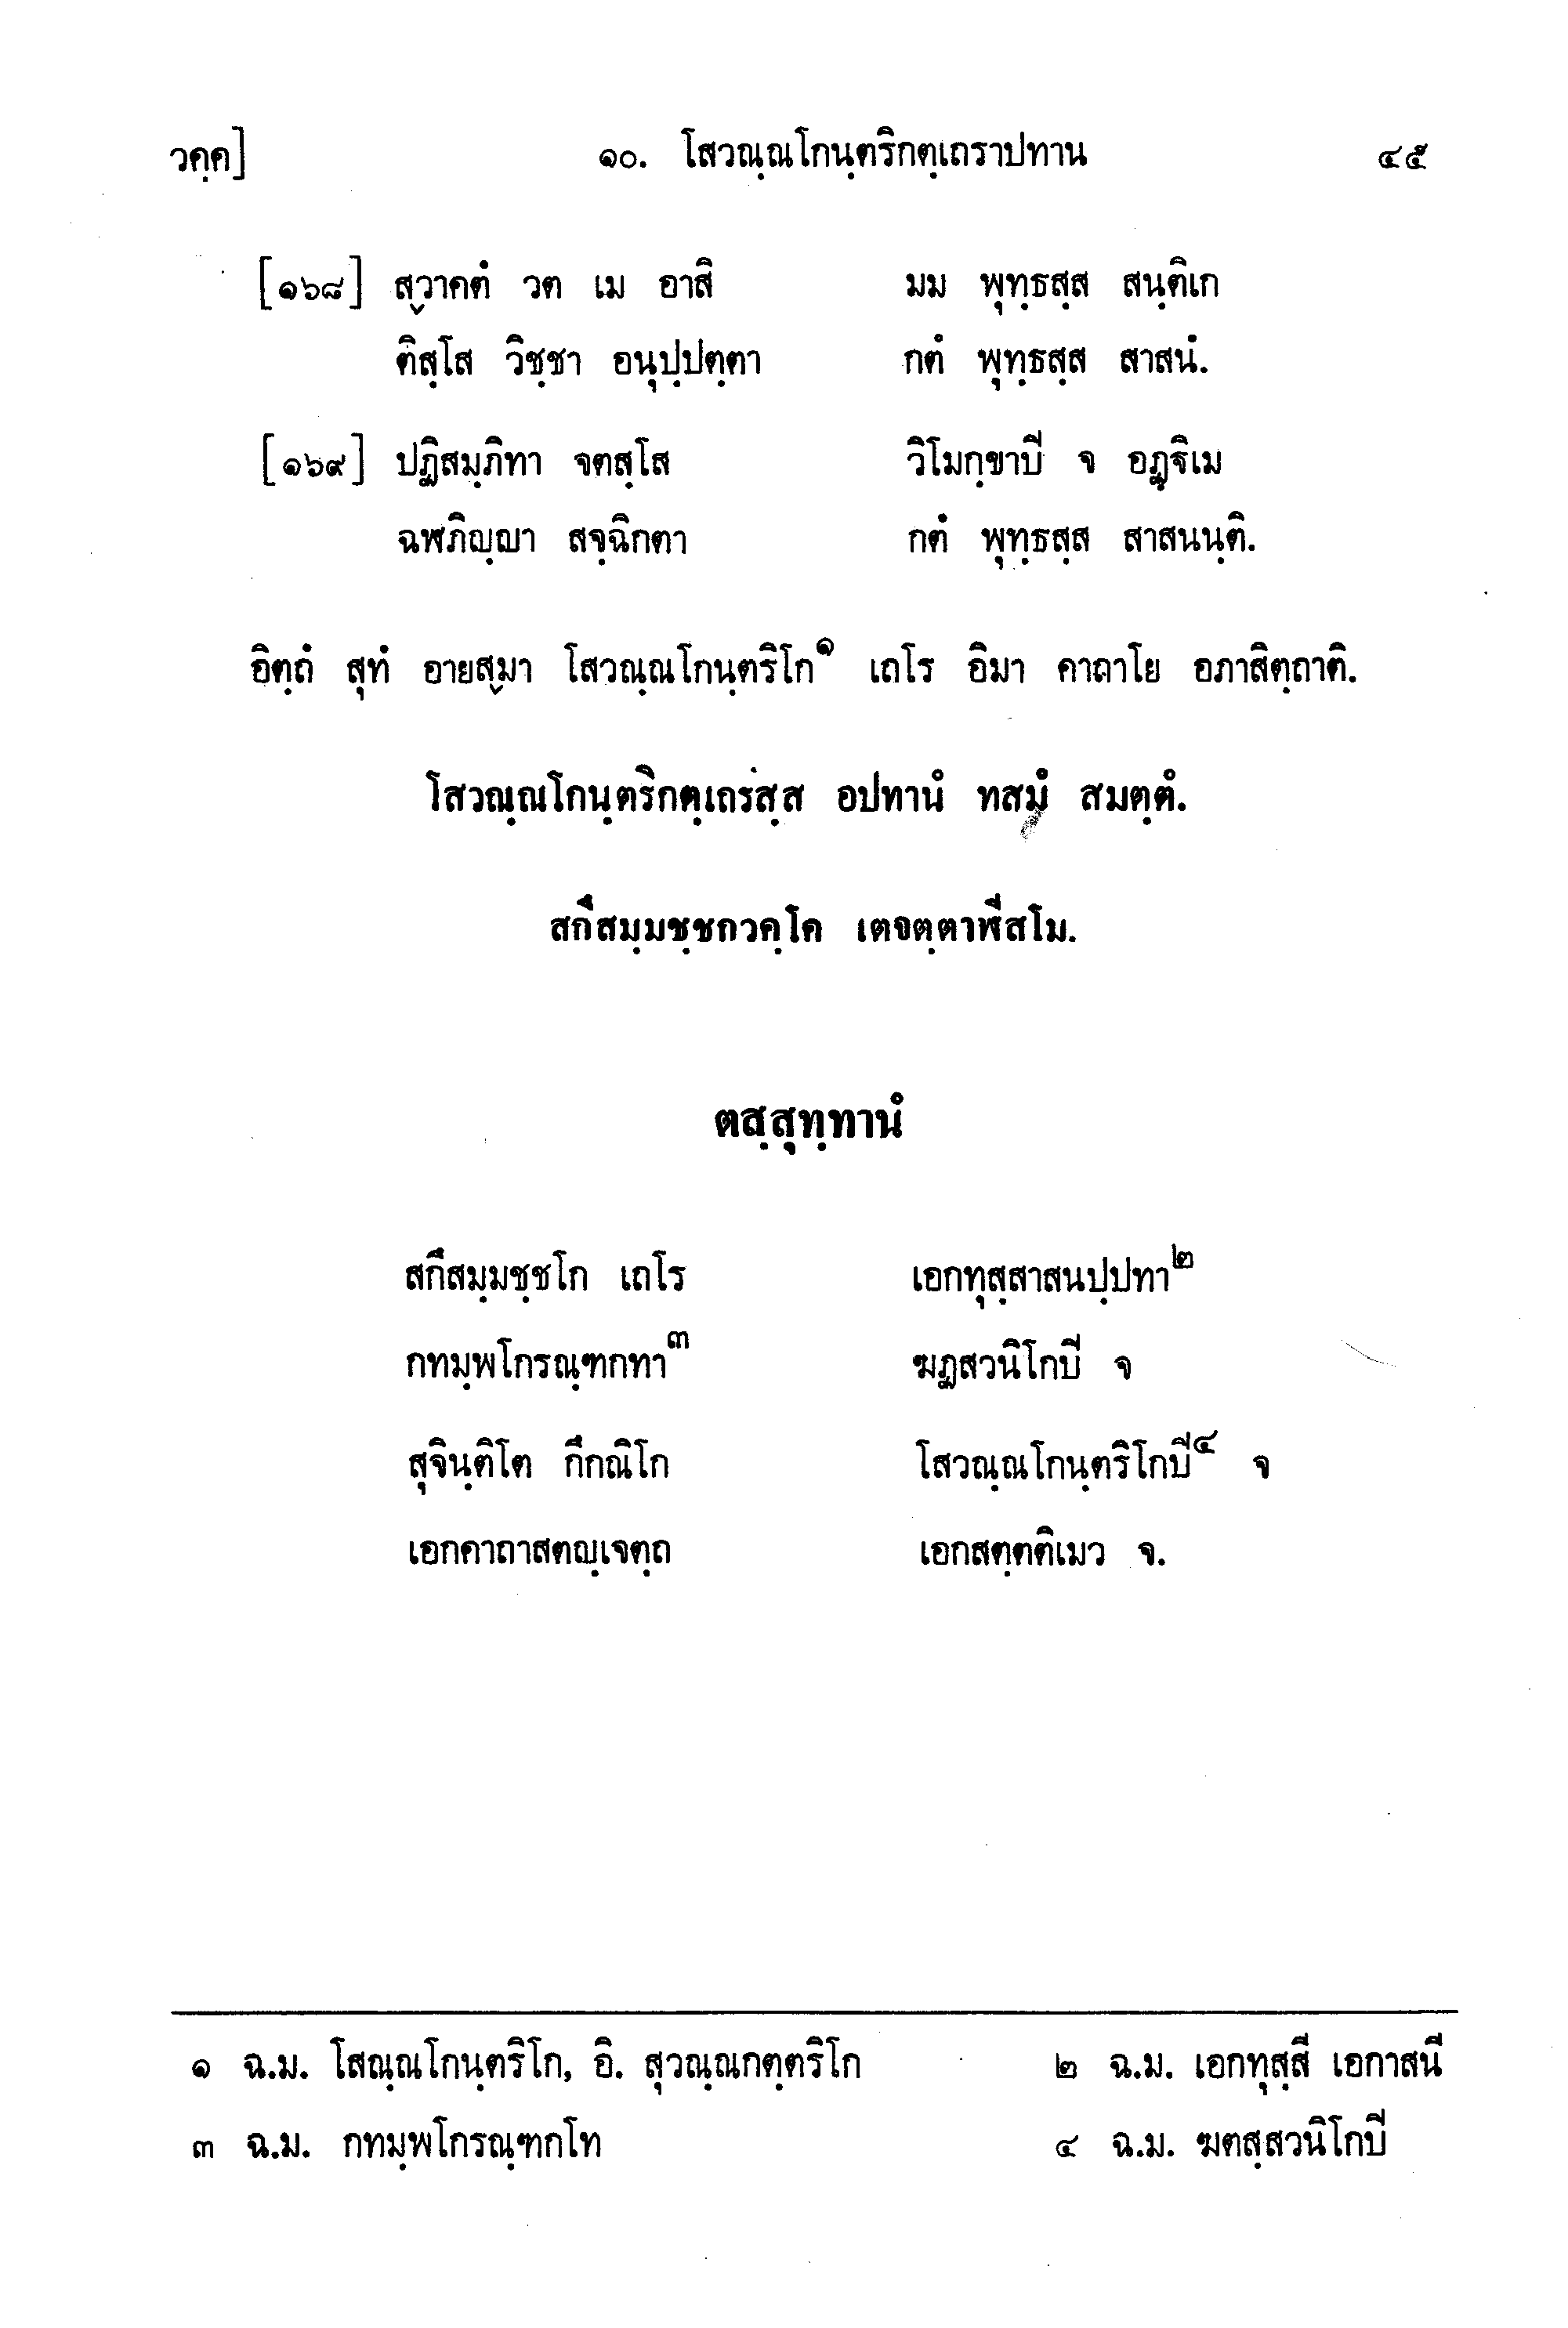 วคฺค] ๑๐. โสวณฺณโกนฺตริกตฺเถราปทาน ๔๕
[๑๖๘] สฺวาคตํ วต เม อาสิ มม พุทฺธสฺส สนฺติเก
ติสฺโส วิชฺชา อนุปฺปตฺตา กตํ พุทฺธสฺส สาสนํ.
[๑๖๙] ปฏิสมฺภิทา จตสฺโส วิโมกฺขาปิ จ อฏฺฐิเม
ฉฬภิญฺญา สจฺฉิกตา กตํ พุทฺธสฺส สาสนนฺติ.
อิตฺถํ สุทํ อายสฺมา โสวณฺณโกนฺตริโก๑ เถโร อิมา คาถาโย อภาสิตฺถาติ.
โสวณฺณโกนฺตริกตฺเถรสฺส อปทานํ ทสมํ สมตฺตํ.
สกึสมฺมชฺชกวคฺโค เตจตฺตาฬีสโม.
ตสฺสุทฺทานํ
สกึสมฺมชฺชโก เถโร เอกทุสฺสาสนปฺปทา๒
กทมฺพโกรณฺฑกทา๓ ฆฏสวนิโกปิ จ
สุจินฺติโต กึกณิโก โสวณฺณโกนฺตริโกปิ๔ จ
เอกคาถาสตญฺเจตฺถ เอกสตฺตติเมว จ.
๑ ฉ.ม. โสณฺณโกนฺตริโก, อิ. สุวณฺณกตฺตริโก ๒ ฉ.ม. เอกทุสฺสี เอกาสนี
๓ ฉ.ม. กทมฺพโกรณฺฑกโท ๔ ฉ.ม. ฆตสฺสวนิโกปิ